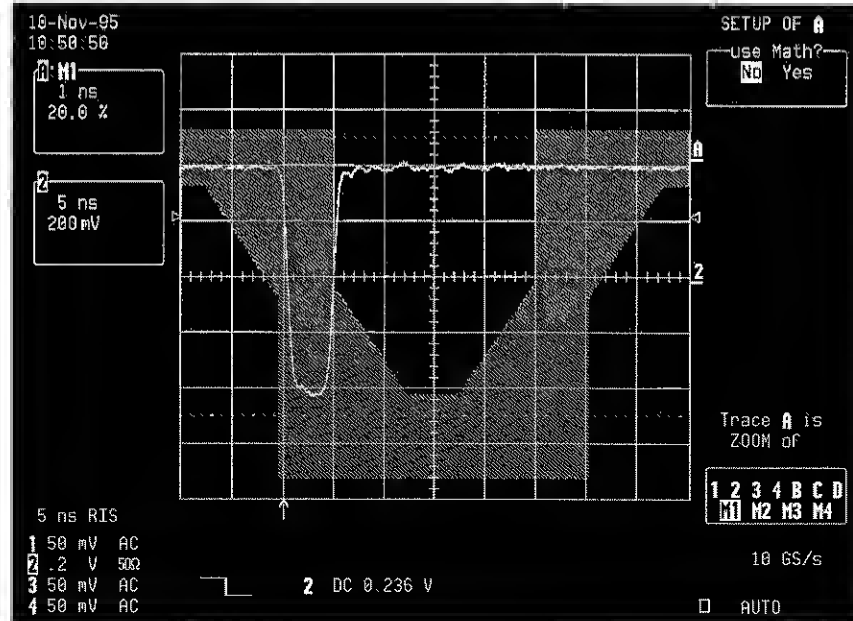 10-Nov-95
10:50:50
A:M1
1 ns
20.0 %
2
5 ns
200mV
SETUP OF A
use Math?
No Yes
A
2
Trace A is
ZOOM of
1 2 3 4 B C D
M1 M2 M3 M4
5 ns RIS
1 50 mV AC
2 .2 V 50Ω
3 50 mV AC
4 50 mV AC
2 DC 0.236 V
10 GS/s
AUTO